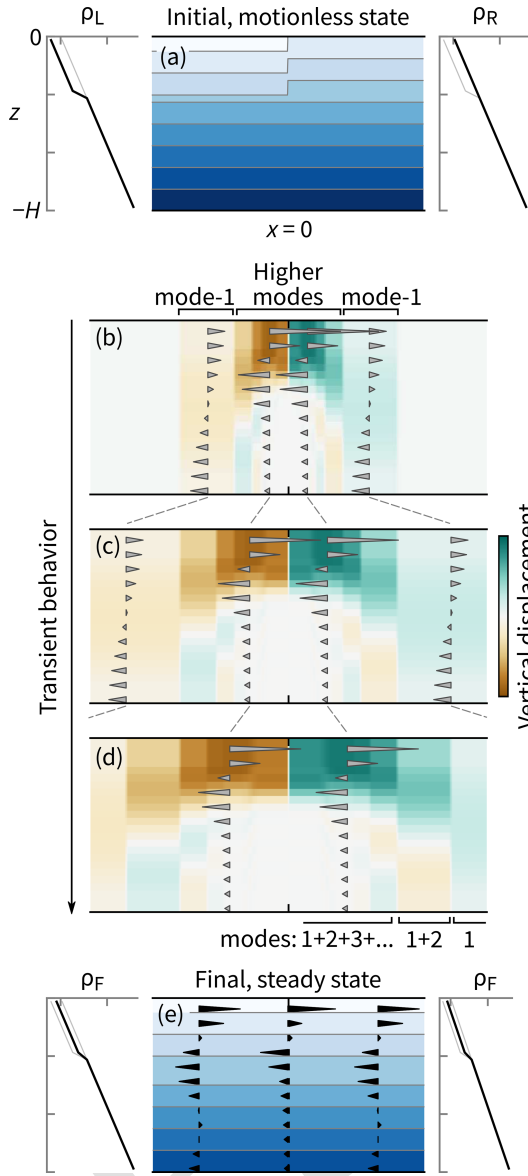 ρL Initial, motionless state ρR
0
(a)
z
−H
x = 0
Higher
mode-1 modes mode-1
(b)
(c)
(d)
Transient behavior
Vertical displacement
modes: 1+2+3+... 1+2 1
ρF Final, steady state ρF
(e)